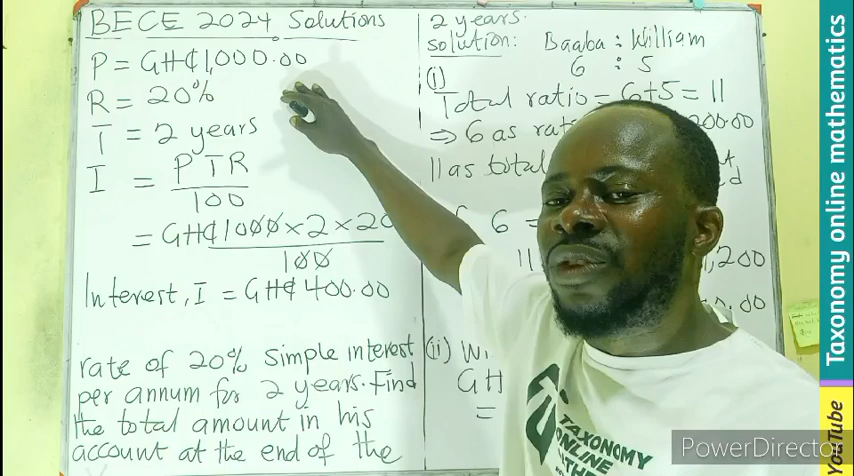 BECE 2024 Solutions
P = GH₵1,000.00
R = 20%
T = 2 years
I = PTR
100
= GH₵1000×2×20
100
Interest, I = GH₵400.00
rate of 20% simple interest
per annum for 2 years. Find
the total amount in his
account at the end of the
2 years.
solution: Baaba : William
6 : 5
(i)
Total ratio = 6+5 = 11
⇒ 6 as
11 as total
6 =
11
(ii)
GH
=
TAXONOMY
ONLINE
PowerDirector
Taxonomy online mathematics
YouTube